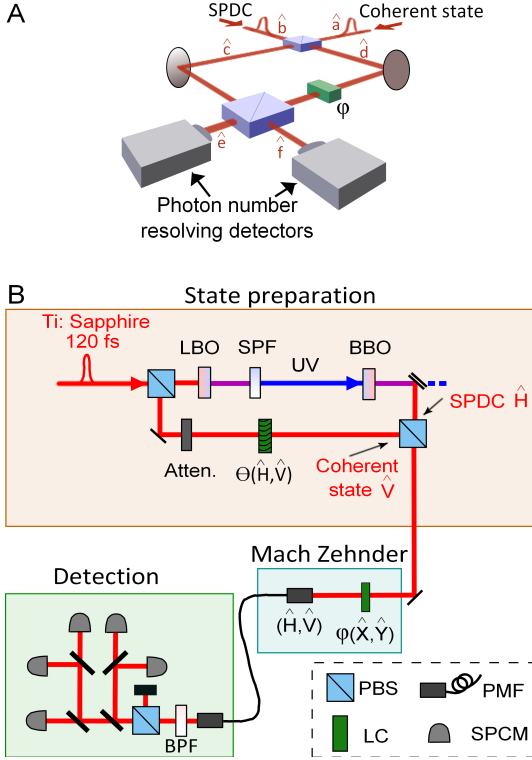 A
SPDC
Coherent state
b̂
â
ĉ
d̂
φ
ê
f̂
Photon number
resolving detectors
B
State preparation
Ti: Sapphire
120 fs
LBO
SPF
UV
BBO
SPDC Ĥ
Atten.
Θ(Ĥ,V̂)
Coherent
state V̂
Mach Zehnder
(Ĥ,V̂)
φ(X̂,Ŷ)
Detection
BPF
PBS
PMF
LC
SPCM